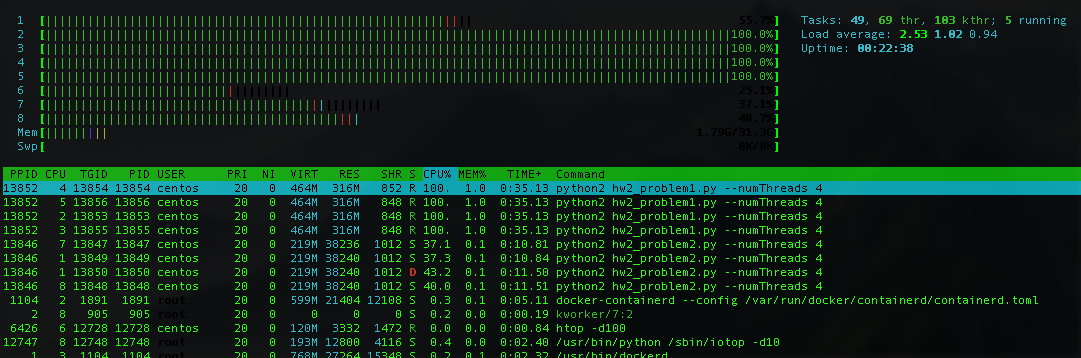 1 [ 55.7%] Tasks: 49, 69 thr, 103 kthr; 5 running
2 [ 100.0%] Load average: 2.53 1.02 0.94
3 [ 100.0%] Uptime: 00:22:38
4 [ 100.0%]
5 [ 100.0%]
6 [ 25.1%]
7 [ 37.1%]
8 [ 40.7%]
Mem[ 1.79G/31.3G]
Swp[ 0K/0K]
PPID CPU TGID PID USER PRI NI VIRT RES SHR S CPU% MEM% TIME+ Command
13852 4 13854 13854 centos 20 0 464M 316M 852 R 100. 1.0 0:35.13 python2 hw2_problem1.py --numThreads 4
13852 5 13856 13856 centos 20 0 464M 316M 848 R 100. 1.0 0:35.13 python2 hw2_problem1.py --numThreads 4
13852 2 13853 13853 centos 20 0 464M 316M 848 R 100. 1.0 0:35.13 python2 hw2_problem1.py --numThreads 4
13852 3 13855 13855 centos 20 0 464M 316M 848 R 100. 1.0 0:35.13 python2 hw2_problem1.py --numThreads 4
13846 7 13847 13847 centos 20 0 219M 38236 1012 S 37.1 0.1 0:10.81 python2 hw2_problem2.py --numThreads 4
13846 1 13849 13849 centos 20 0 219M 38240 1012 S 37.3 0.1 0:10.84 python2 hw2_problem2.py --numThreads 4
13846 1 13850 13850 centos 20 0 219M 38240 1012 D 43.2 0.1 0:11.50 python2 hw2_problem2.py --numThreads 4
13846 8 13848 13848 centos 20 0 219M 38240 1012 S 40.0 0.1 0:11.51 python2 hw2_problem2.py --numThreads 4
1104 2 1891 1891 root 20 0 599M 21404 12108 S 0.3 0.1 0:05.11 docker-containerd --config /var/run/docker/containerd/containerd.toml
2 8 905 905 root 20 0 0 0 0 S 0.2 0.0 0:00.19 kworker/7:2
6426 6 12728 12728 centos 20 0 120M 3332 1472 R 0.0 0.0 0:00.84 htop -d100
12747 8 12748 12748 root 20 0 193M 12800 4116 S 0.4 0.0 0:02.40 /usr/bin/python /sbin/iotop -d10
1 3 1104 1104 root 20 0 768M 27264 15348 S 0.2 0.1 0:02.32 /usr/bin/dockerd